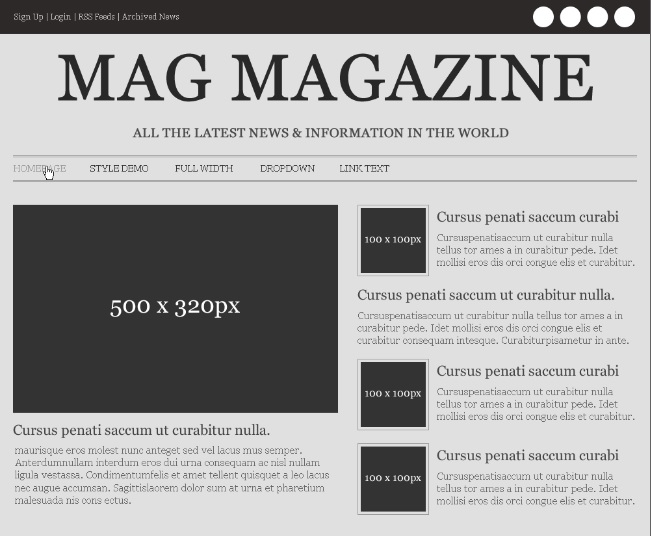 Sign Up | Login | RSS Feeds | Archived News
MAG MAGAZINE
ALL THE LATEST NEWS & INFORMATION IN THE WORLD
HOMEPAGE STYLE DEMO FULL WIDTH DROPDOWN LINK TEXT
500 x 320px
Cursus penati saccum ut curabitur nulla.
maurisque eros molest nunc anteget sed vel lacus mus semper.
Anterdumnullam interdum eros dui urna consequam ac nisl nullam
ligula vestassa. Condimentumfelis et amet tellent quisquet a leo lacus
nec augue accumsan. Sagittislaorem dolor sum at urna et pharetium
malesuada nis cons ectus.
100 x 100px
Cursus penati saccum curabi
Cursuspenatisaccum ut curabitur nulla
tellus tor ames a in curabitur pede. Idet
mollisi eros dis orci congue elis et curabitur.
Cursus penati saccum ut curabitur nulla.
Cursuspenatisaccum ut curabitur nulla tellus tor ames a in
curabitur pede. Idet mollisi eros dis orci congue elis et
curabitur consequam intesque. Curabiturpisametur in ante.
100 x 100px
Cursus penati saccum curabi
Cursuspenatisaccum ut curabitur nulla
tellus tor ames a in curabitur pede. Idet
mollisi eros dis orci congue elis et curabitur.
100 x 100px
Cursus penati saccum curabi
Cursuspenatisaccum ut curabitur nulla
tellus tor ames a in curabitur pede. Idet
mollisi eros dis orci congue elis et curabitur.